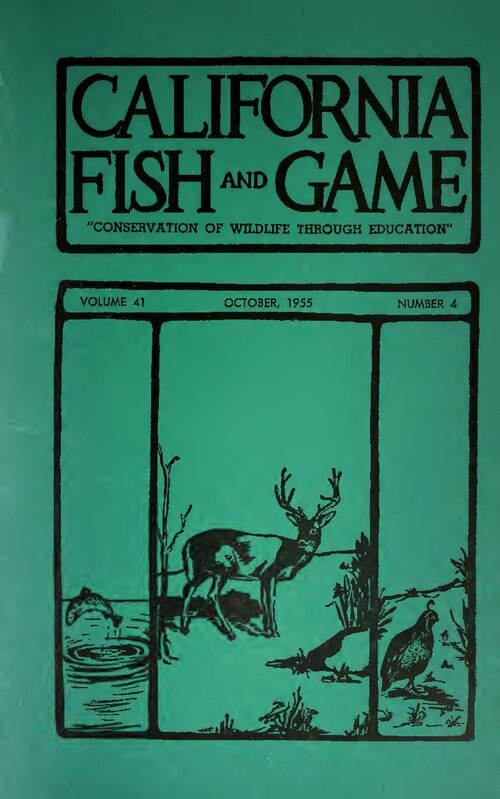 CALIFORNIA
FISH AND GAME
"CONSERVATION OF WILDLIFE THROUGH EDUCATION"
VOLUME 41 OCTOBER, 1955 NUMBER 4